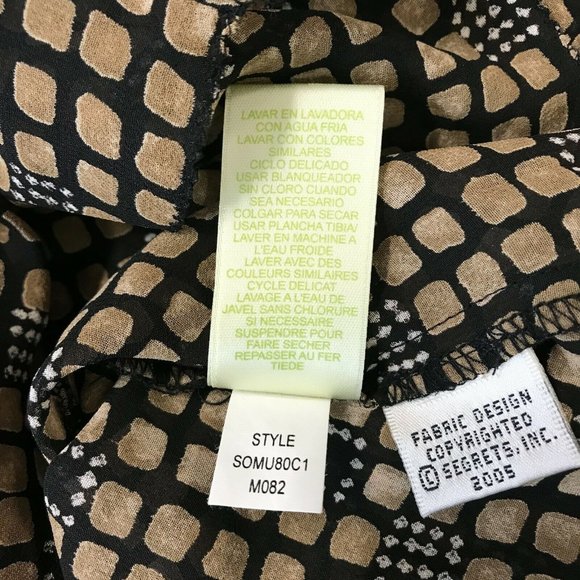 LAVAR EN LAVADORA
CON AGUA FRIA
LAVAR CON COLORES
SIMILARES
CICLO DELICADO
USAR BLANQUEADOR
SIN CLORO CUANDO
SEA NECESARIO
COLGAR PARA SECAR
USAR PLANCHA TIBIA/
LAVER EN MACHINE A
L'EAU FROIDE
LAVER AVEC DES
COULEURS SIMILAIRES
CYCLE DELICAT
LAVAGE A L'EAU DE
JAVEL SANS CHLORURE
SI NECESSAIRE
SUSPENDRE POUR
FAIRE SECHER
REPASSER AU FER
TIEDE
STYLE
SOMU80C1
M082
FABRIC DESIGN
COPYRIGHTED
© SEGRETS, INC.
2005